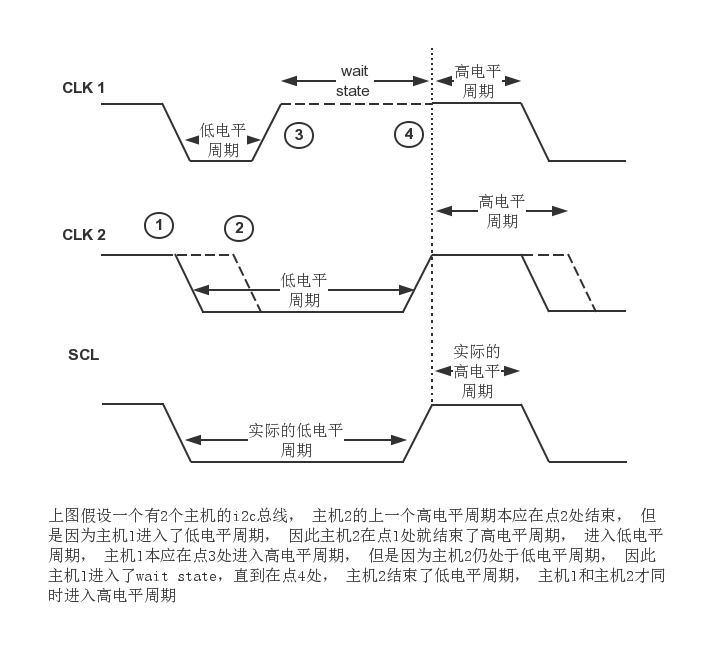 wait
state
高电平
周期
CLK 1
低电平
周期
3
4
高电平
周期
1
2
CLK 2
低电平
周期
SCL
实际的
高电平
周期
实际的低电平
周期
上图假设一个有2个主机的i2c总线， 主机2的上一个高电平周期本应在点2处结束， 但
是因为主机1进入了低电平周期， 因此主机2在点1处就结束了高电平周期， 进入低电平
周期， 主机1本应在点3处进入高电平周期， 但是因为主机2仍处于低电平周期， 因此
主机1进入了wait state，直到在点4处， 主机2结束了低电平周期， 主机1和主机2才同
时进入高电平周期